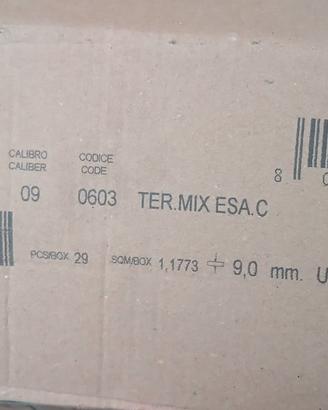 CALIBRO CODICE
CALIBER CODE
09 0603 TER.MIX ESA.C
8 0
PCS/BOX 29 SQM/BOX 1,1773 9,0 mm. U